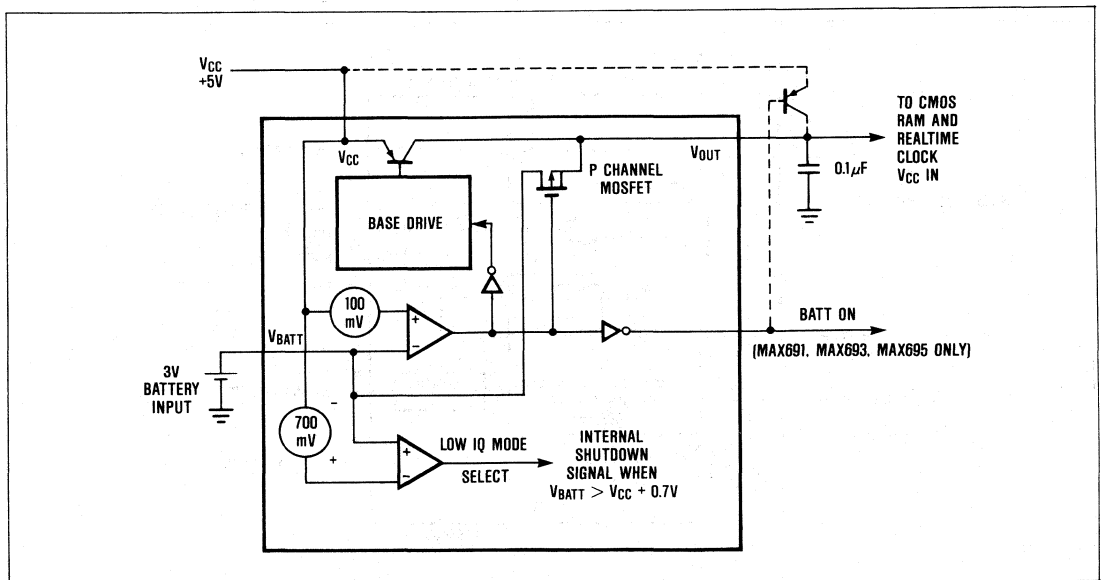 VCC
+5V
TO CMOS
RAM AND
REALTIME
CLOCK
VCC IN
VCC
VOUT
P CHANNEL
MOSFET
0.1µF
BASE DRIVE
100
mV
+
−
VBATT
BATT ON
(MAX691, MAX693, MAX695 ONLY)
3V
BATTERY
INPUT
−
700
mV
+
+
−
LOW IQ MODE
SELECT
INTERNAL
SHUTDOWN
SIGNAL WHEN
VBATT > VCC + 0.7V